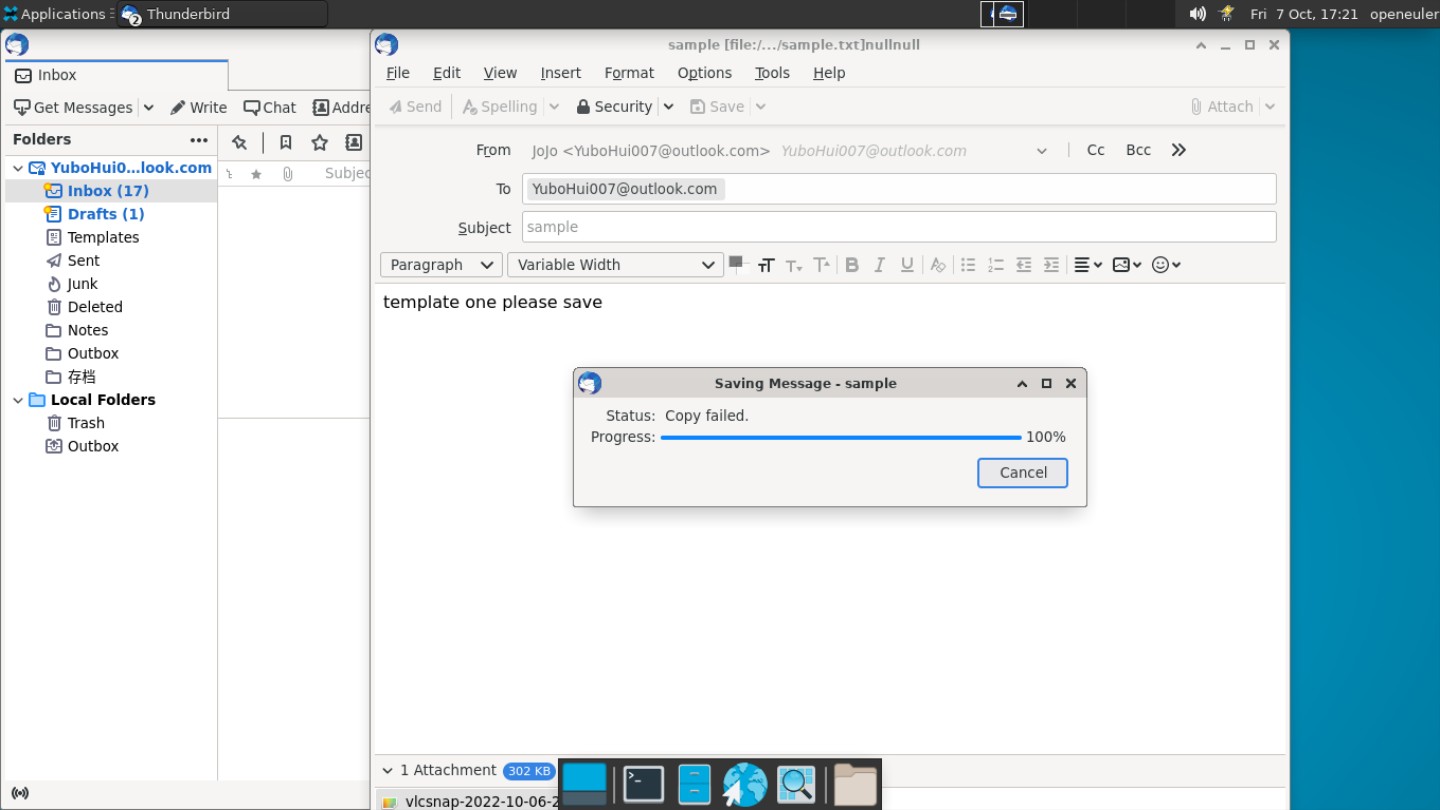 Applications
2 Thunderbird
Fri 7 Oct, 17:21 openeuler
sample [file:/.../sample.txt]nullnull
Inbox
File Edit View Insert Format Options Tools Help
Get Messages Write Chat Addre
Send Spelling Security Save Attach
Folders
From JoJo <YuboHui007@outlook.com> YuboHui007@outlook.com Cc Bcc
YuboHui0...look.com
Subjec
Inbox (17)
To YuboHui007@outlook.com
Drafts (1)
Subject sample
Templates
Sent
Paragraph Variable Width
Junk
template one please save
Deleted
Notes
Outbox
存档
Saving Message - sample
Local Folders
Status: Copy failed.
Trash
Progress: 100%
Outbox
Cancel
1 Attachment 302 KB
vlcsnap-2022-10-06-2